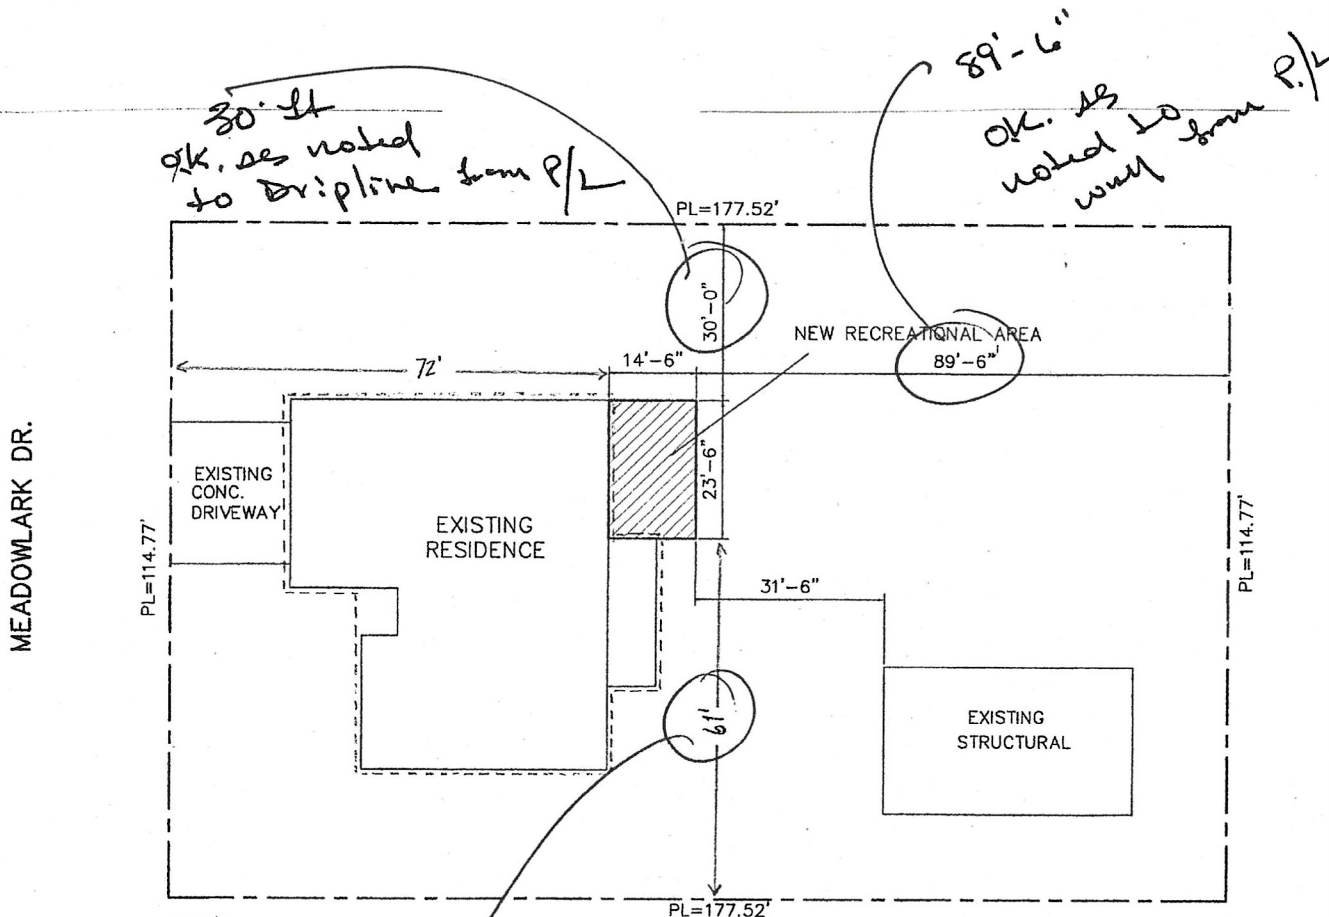 30' ft
OK. as noted
to Dripline from P/L
89'-6"
OK. as
noted to
wall from P./L
PL=177.52'
30'-0"
NEW RECREATIONAL AREA
72'
14'-6"
89'-6"
MEADOWLARK DR.
PL=114.77'
EXISTING
CONC.
DRIVEWAY
EXISTING
RESIDENCE
23'-6"
31'-6"
PL=114.77'
61'
EXISTING
STRUCTURAL
PL=177.52'